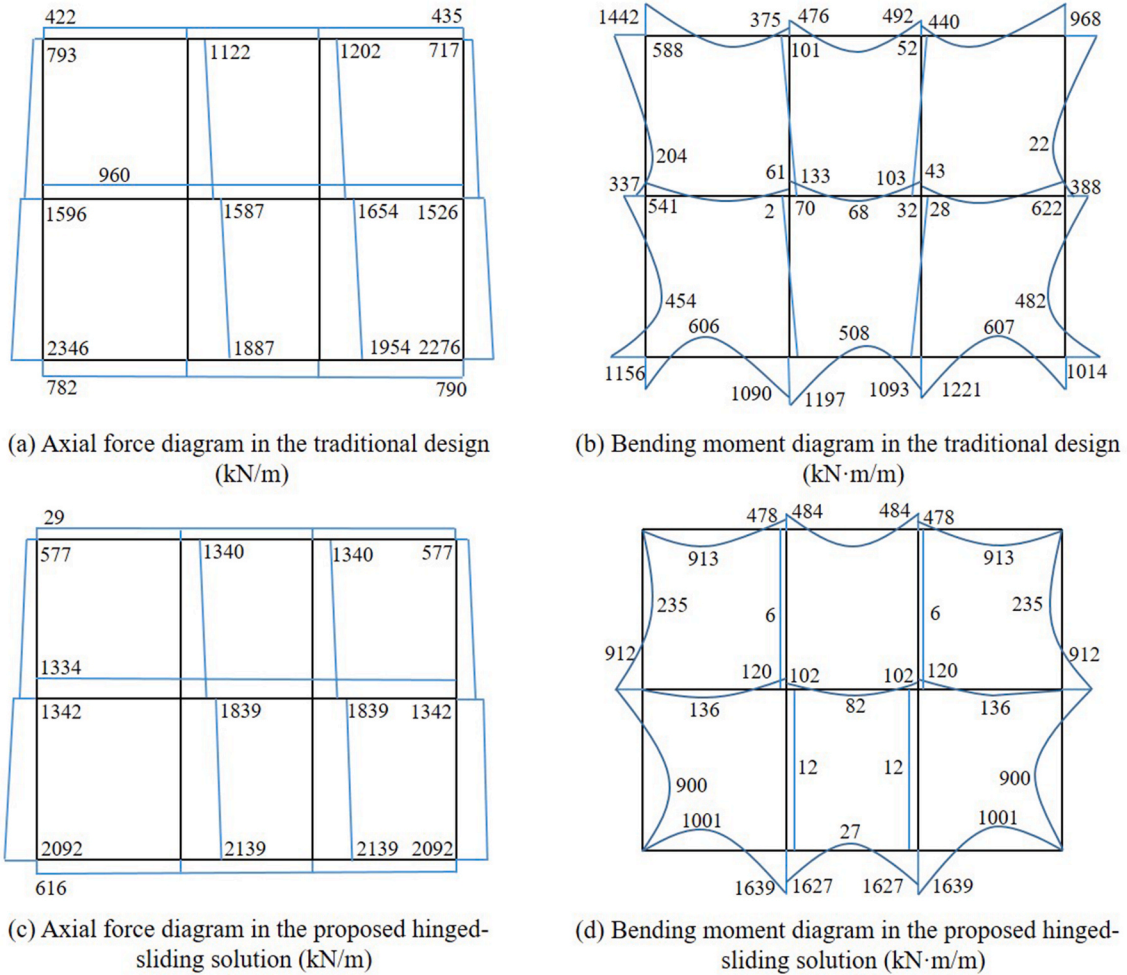 422 435
793 1122 1202 717
960
1596 1587 1654 1526
2346 1887 1954 2276
782 790
(a) Axial force diagram in the traditional design
(kN/m)
1442 375 476 492 440 968
588 101 52
204 22
337 61 133 103 43 388
541 2 70 68 32 28 622
454 482
606 508 607
1156 1090 1197 1093 1221 1014
(b) Bending moment diagram in the traditional design
(kN·m/m)
29
577 1340 1340 577
1334
1342 1839 1839 1342
2092 2139 2139 2092
616
(c) Axial force diagram in the proposed hinged-
sliding solution (kN/m)
478 484 484 478
913 913
235 6 6 235
912 120 102 102 120 912
136 82 136
900 12 12 900
1001 27 1001
1639 1627 1627 1639
(d) Bending moment diagram in the proposed hinged-
sliding solution (kN·m/m)